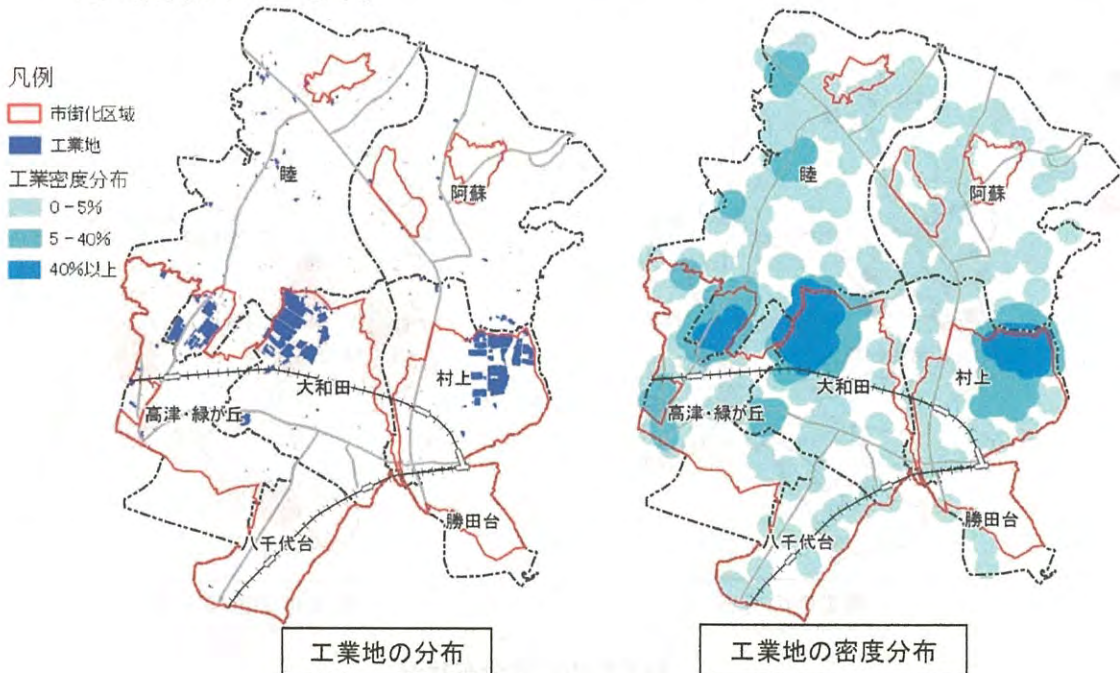 凡例
市街化区域
工業地
工業密度分布
0-5%
5-40%
40%以上
睦
阿蘇
大和田
村上
高津・緑が丘
八千代台
勝田台
工業地の分布
睦
阿蘇
大和田
村上
高津・緑が丘
八千代台
勝田台
工業地の密度分布